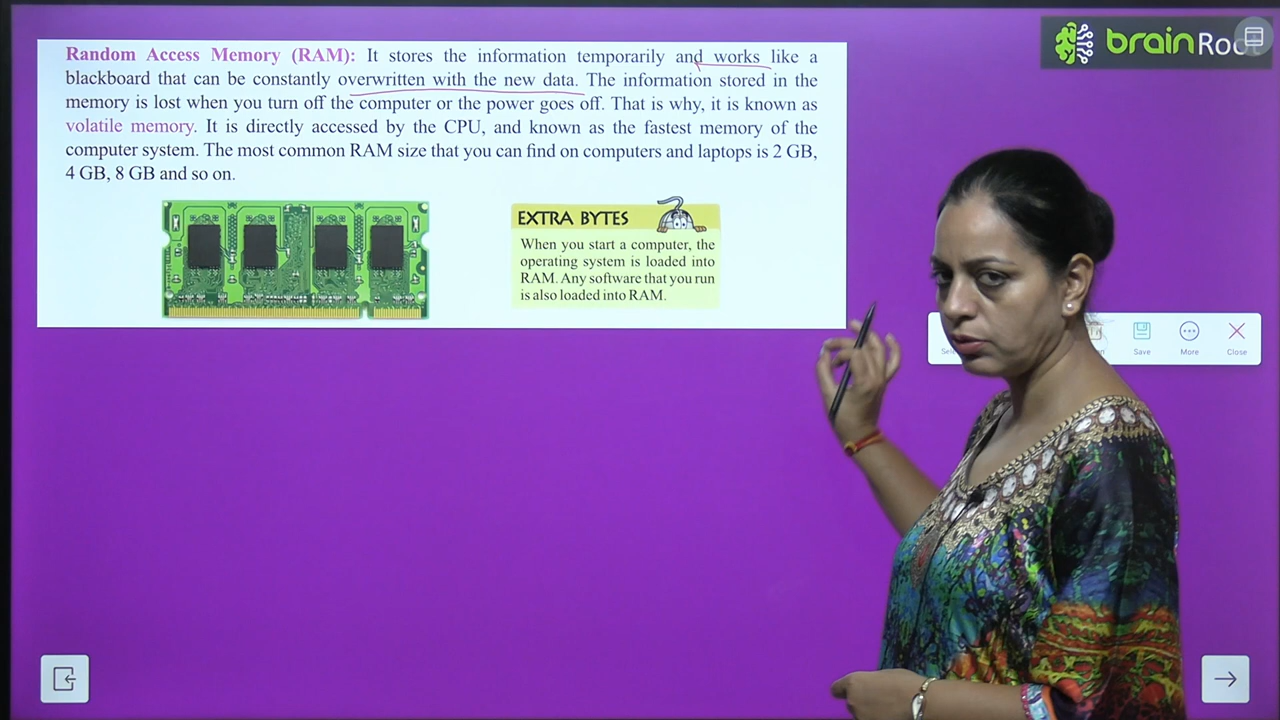 Random Access Memory (RAM): It stores the information temporarily and works like a
blackboard that can be constantly overwritten with the new data. The information stored in the
memory is lost when you turn off the computer or the power goes off. That is why, it is known as
volatile memory. It is directly accessed by the CPU, and known as the fastest memory of the
computer system. The most common RAM size that you can find on computers and laptops is 2 GB,
4 GB, 8 GB and so on.
EXTRA BYTES
When you start a computer, the
operating system is loaded into
RAM. Any software that you run
is also loaded into RAM.
brainRoot
Save
More
Close